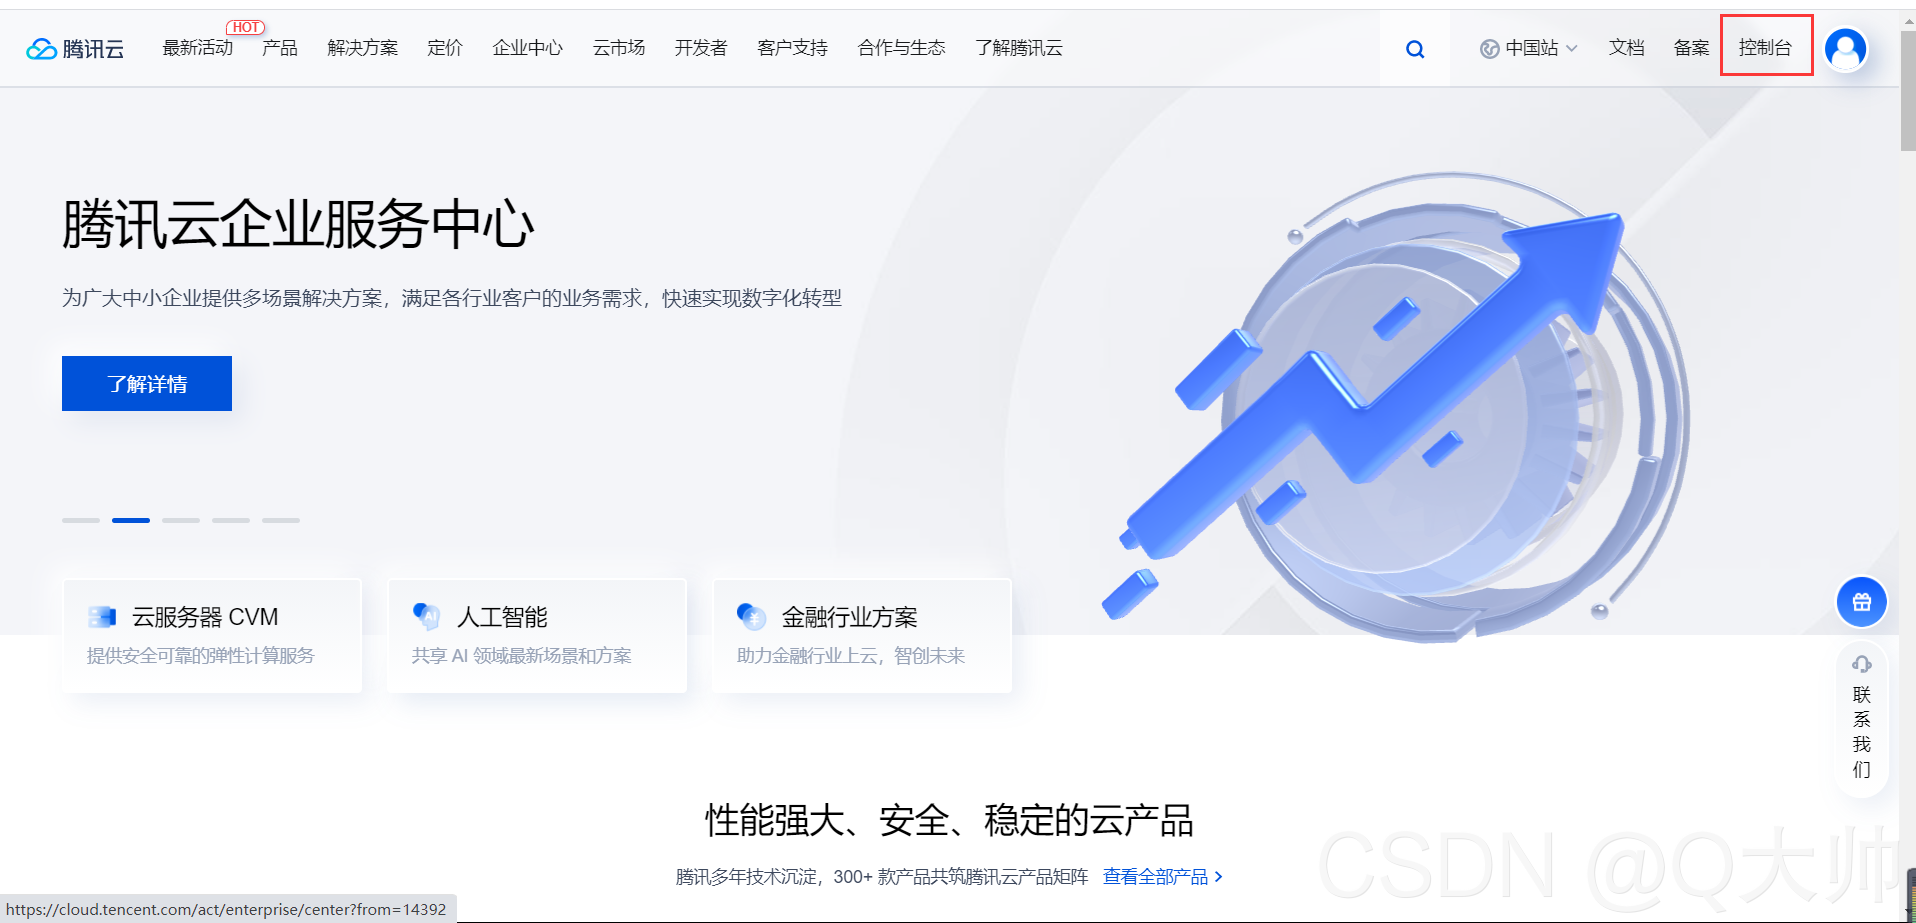 HOT
腾讯云 最新活动 产品 解决方案 定价 企业中心 云市场 开发者 客户支持 合作与生态 了解腾讯云 中国站 文档 备案 控制台
腾讯云企业服务中心
为广大中小企业提供多场景解决方案，满足各行业客户的业务需求，快速实现数字化转型
了解详情
云服务器 CVM
提供安全可靠的弹性计算服务
AI
人工智能
共享 AI 领域最新场景和方案
¥
金融行业方案
助力金融行业上云，智创未来
联
系
我
们
性能强大、安全、稳定的云产品
腾讯多年技术沉淀，300+ 款产品共筑腾讯云产品矩阵 查看全部产品
CSDN @Q大帅
https://cloud.tencent.com/act/enterprise/center?from=14392